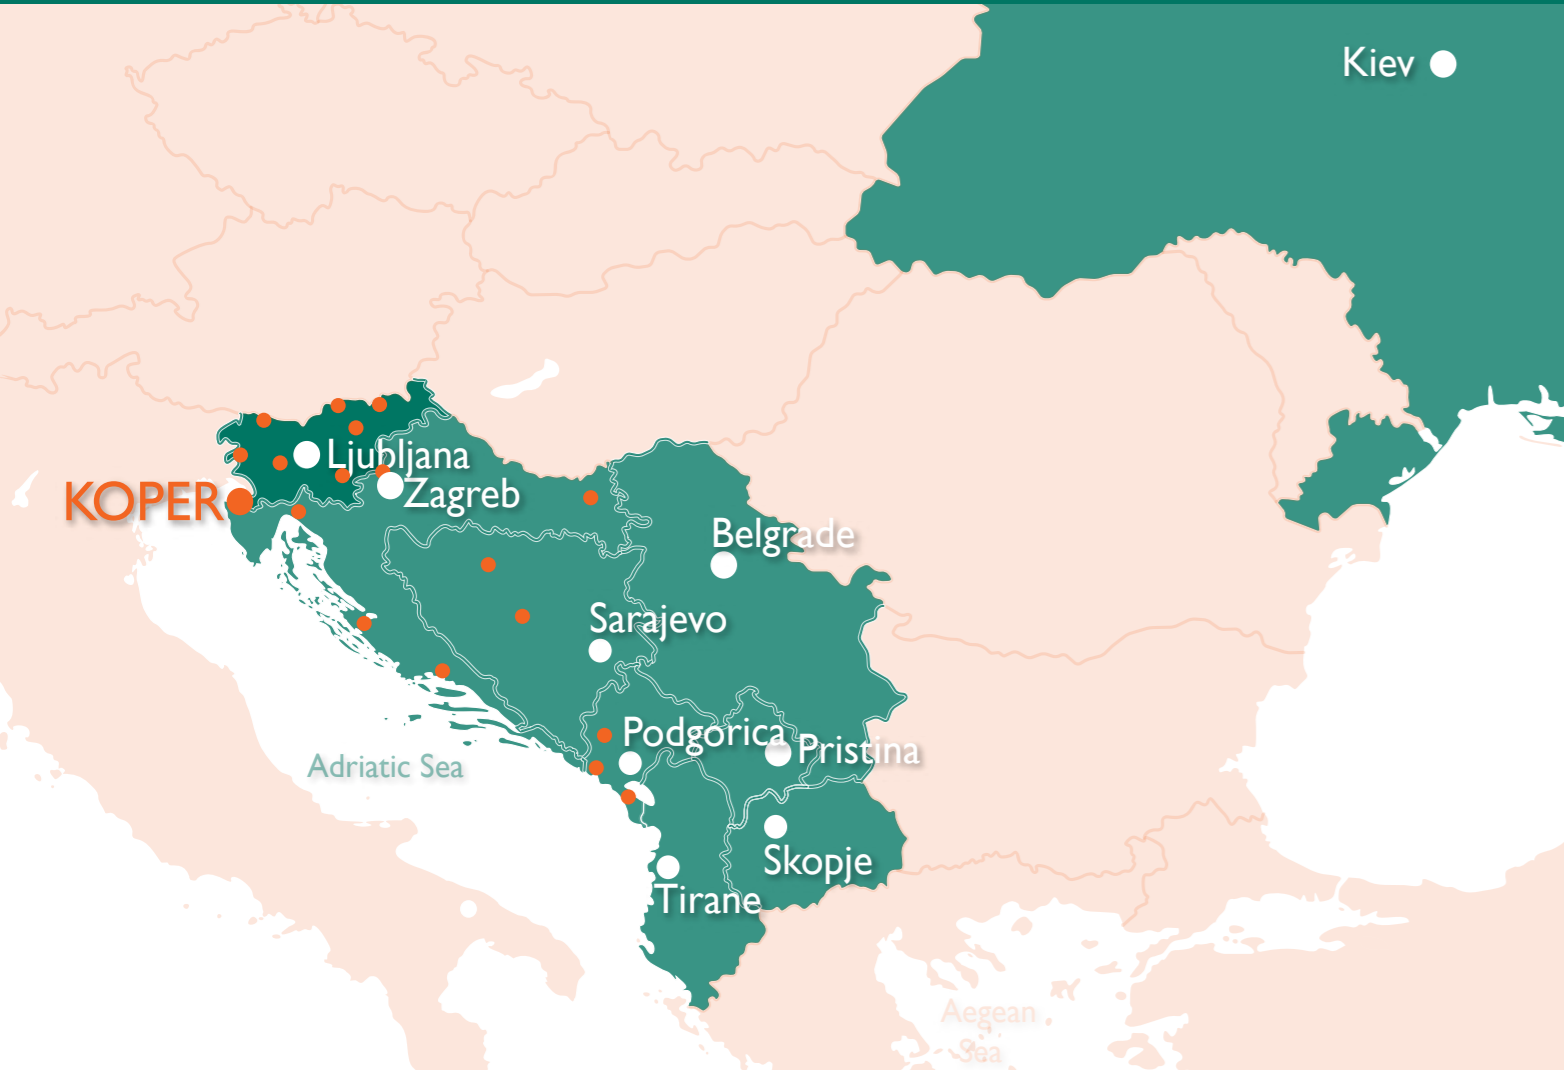 Kiev
Ljubljana
KOPER
Zagreb
Belgrade
Sarajevo
Podgorica
Pristina
Adriatic Sea
Skopje
Tirane
Aegean
Sea